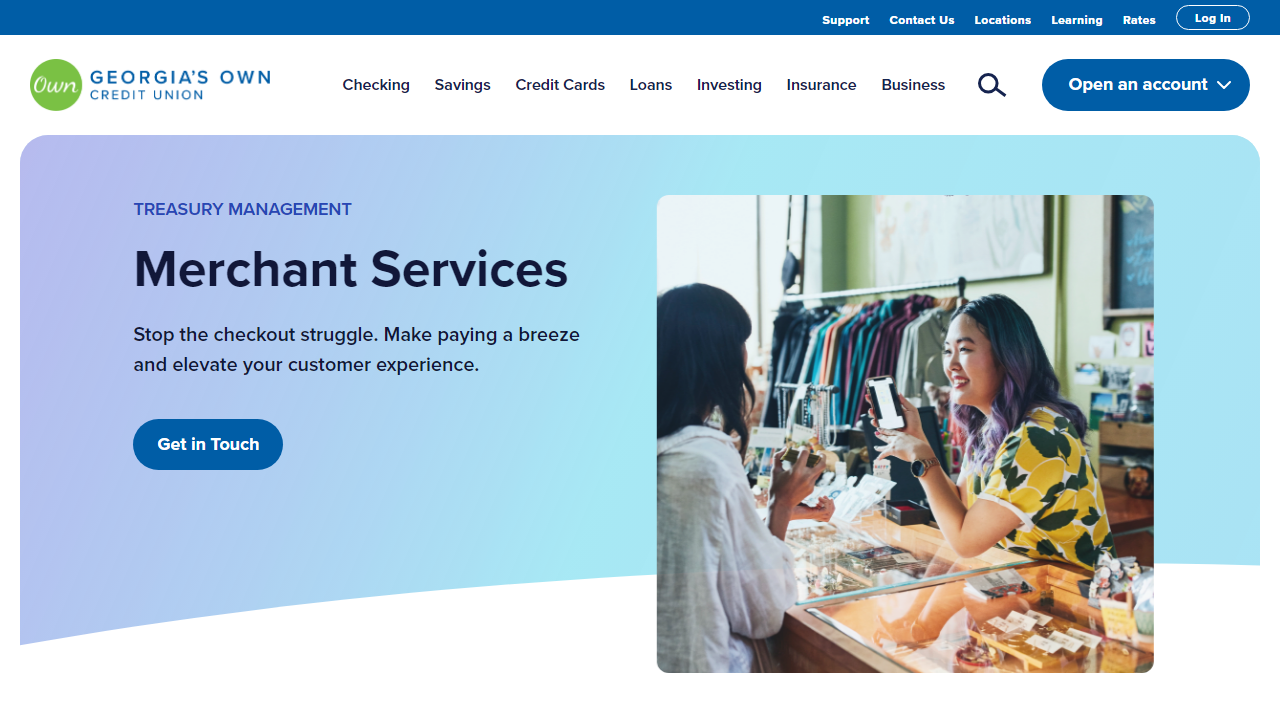 Support
Contact Us
Locations
Learning
Rates
Log In
Own
GEORGIA'S OWN
CREDIT UNION
Checking
Savings
Credit Cards
Loans
Investing
Insurance
Business
Open an account
TREASURY MANAGEMENT
Merchant Services
Stop the checkout struggle. Make paying a breeze
and elevate your customer experience.
Get in Touch